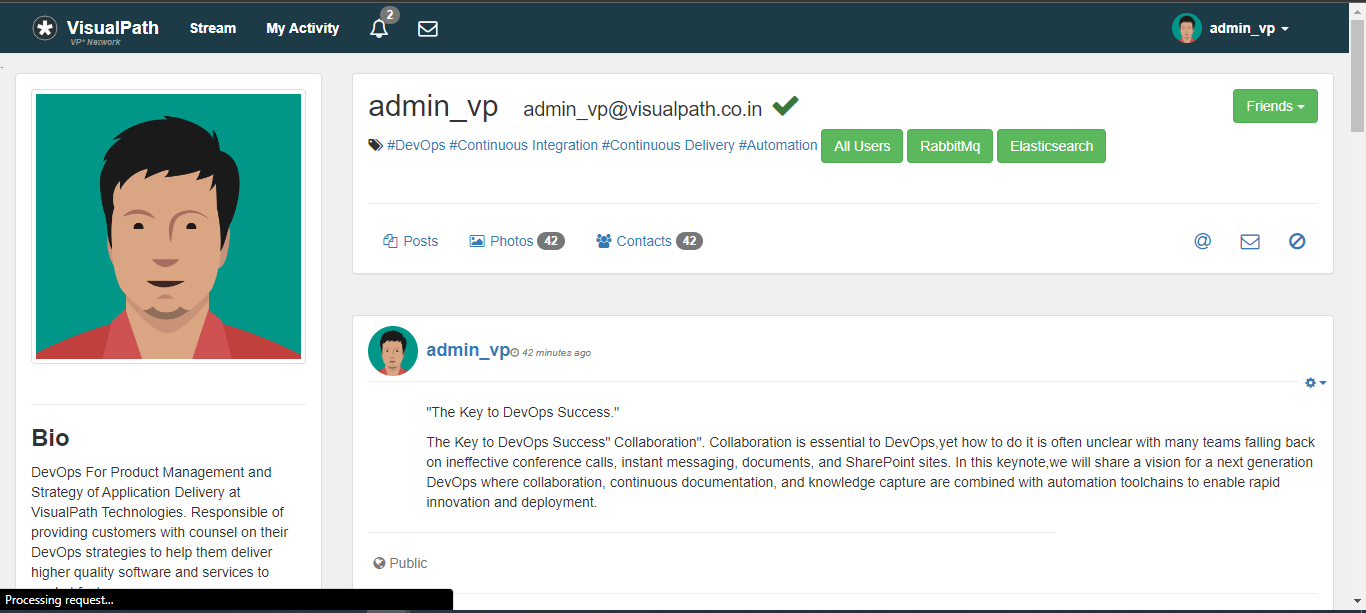 VisualPath
VP* Network
Stream
My Activity
2
admin_vp
admin_vp admin_vp@visualpath.co.in
Friends
#DevOps #Continuous Integration #Continuous Delivery #Automation All Users RabbitMq Elasticsearch
Posts
Photos 42
Contacts 42
@
Bio
DevOps For Product Management and
Strategy of Application Delivery at
VisualPath Technologies. Responsible of
providing customers with counsel on their
DevOps strategies to help them deliver
higher quality software and services to
admin_vp 42 minutes ago
"The Key to DevOps Success."
The Key to DevOps Success" Collaboration". Collaboration is essential to DevOps,yet how to do it is often unclear with many teams falling back
on ineffective conference calls, instant messaging, documents, and SharePoint sites. In this keynote,we will share a vision for a next generation
DevOps where collaboration, continuous documentation, and knowledge capture are combined with automation toolchains to enable rapid
innovation and deployment.
Public
Processing request...